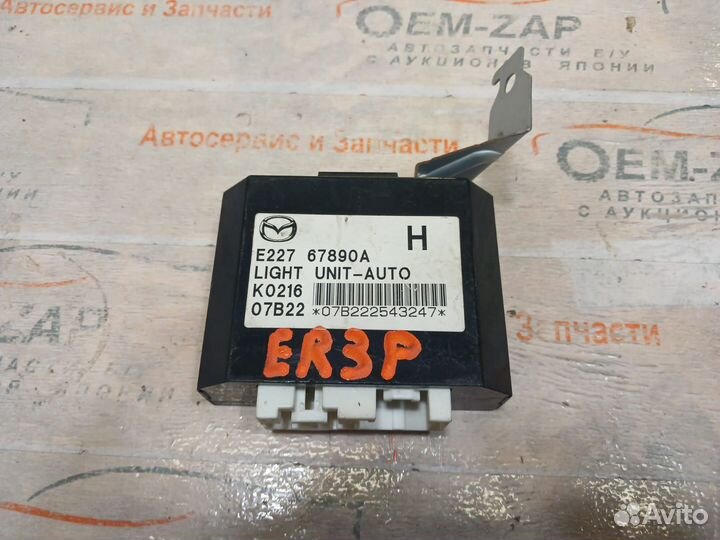 Автосервис и Запчасти
OEM-ZAP
АВТОЗАПЧАСТИ Б/У
С АУКЦИОНОВ ЯПОНИИ
Автосервис и Запчасти
OEM-ZAP
АВТОЗАП
С АУКЦИОН
H
E227 67890A
LIGHT UNIT-AUTO
K0216
07B22 *07B222543247*
ER3P
ZAP
Запчасти
Avito